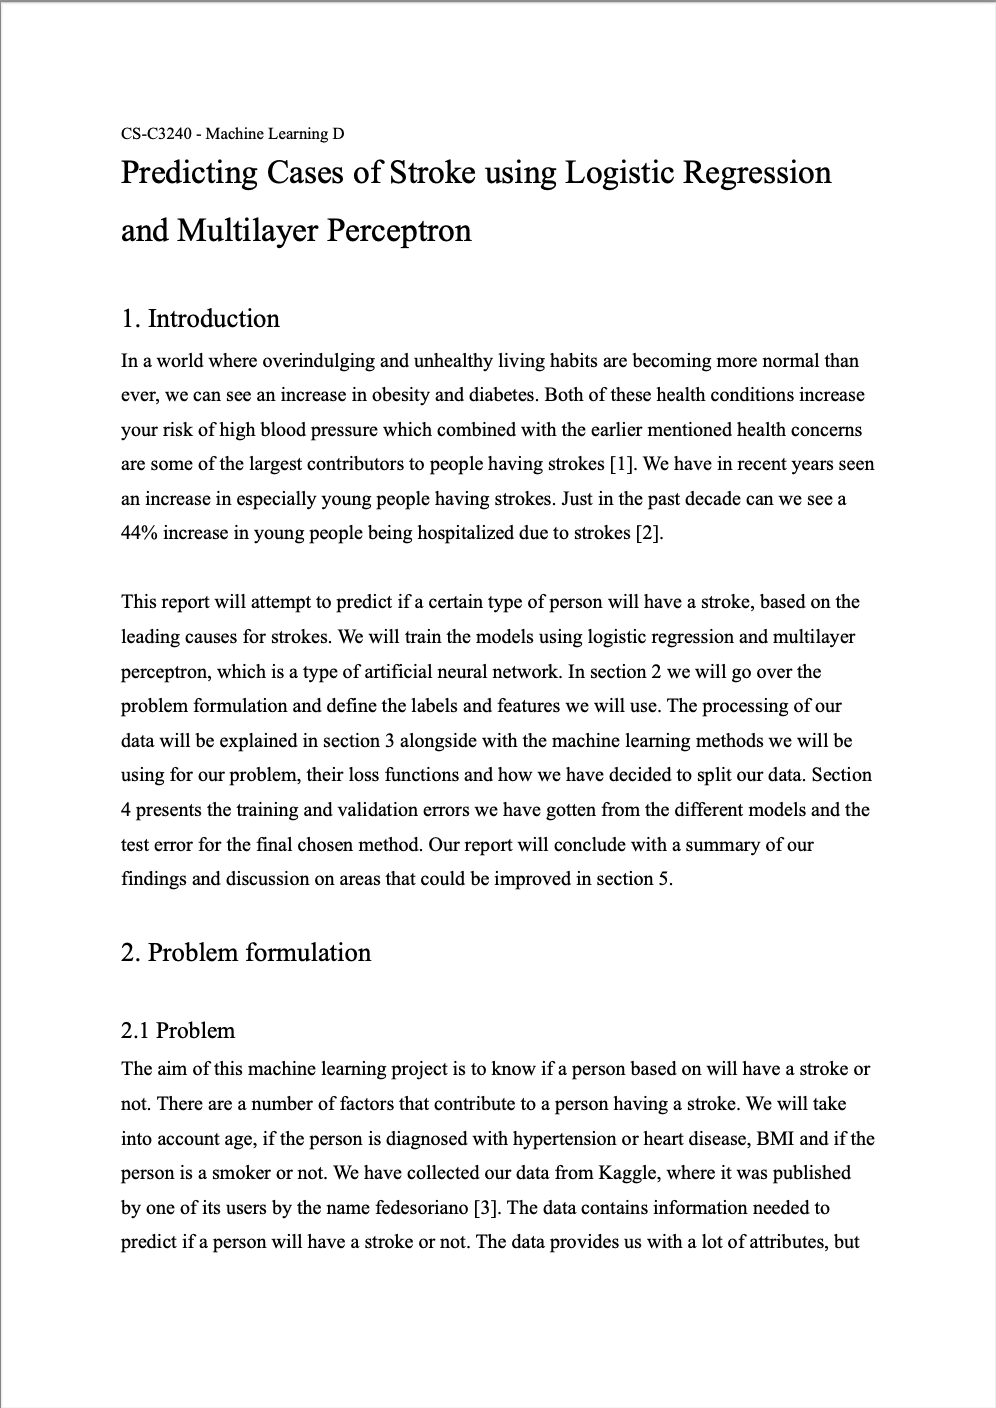 CS-C3240 - Machine Learning D
Predicting Cases of Stroke using Logistic Regression
and Multilayer Perceptron
1. Introduction
In a world where overindulging and unhealthy living habits are becoming more normal than
ever, we can see an increase in obesity and diabetes. Both of these health conditions increase
your risk of high blood pressure which combined with the earlier mentioned health concerns
are some of the largest contributors to people having strokes [1]. We have in recent years seen
an increase in especially young people having strokes. Just in the past decade can we see a
44% increase in young people being hospitalized due to strokes [2].
This report will attempt to predict if a certain type of person will have a stroke, based on the
leading causes for strokes. We will train the models using logistic regression and multilayer
perceptron, which is a type of artificial neural network. In section 2 we will go over the
problem formulation and define the labels and features we will use. The processing of our
data will be explained in section 3 alongside with the machine learning methods we will be
using for our problem, their loss functions and how we have decided to split our data. Section
4 presents the training and validation errors we have gotten from the different models and the
test error for the final chosen method. Our report will conclude with a summary of our
findings and discussion on areas that could be improved in section 5.
2. Problem formulation
2.1 Problem
The aim of this machine learning project is to know if a person based on will have a stroke or
not. There are a number of factors that contribute to a person having a stroke. We will take
into account age, if the person is diagnosed with hypertension or heart disease, BMI and if the
person is a smoker or not. We have collected our data from Kaggle, where it was published
by one of its users by the name fedesoriano [3]. The data contains information needed to
predict if a person will have a stroke or not. The data provides us with a lot of attributes, but